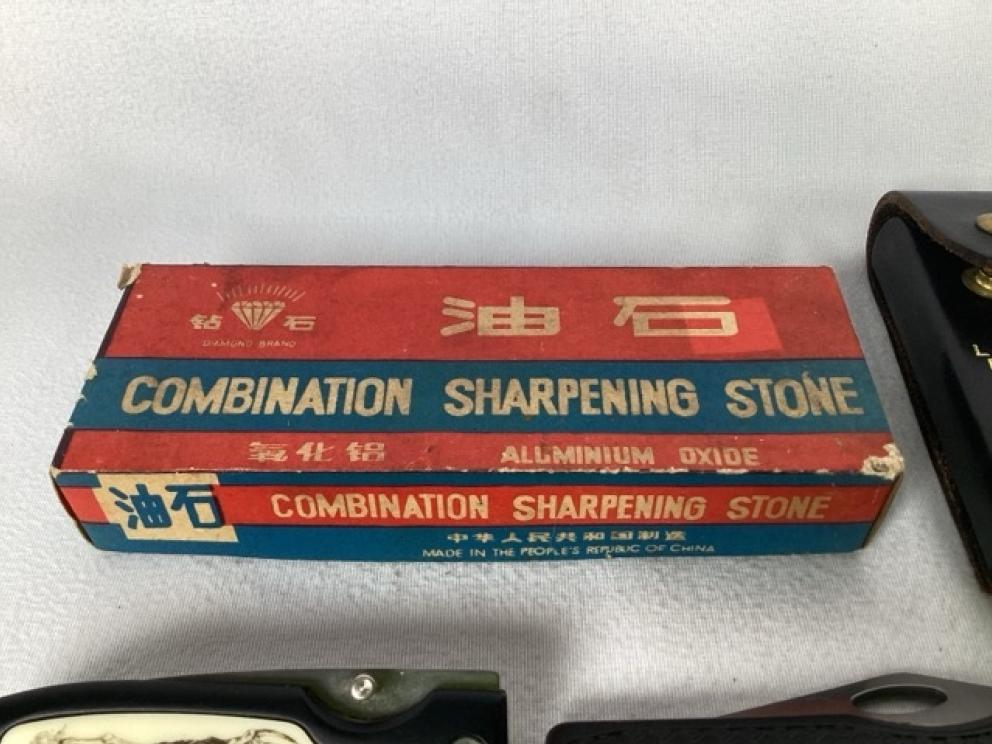 钻石
DIAMOND BRAND
油石
COMBINATION SHARPENING STONE
氧化铝 ALUMINIUM OXIDE
油石 COMBINATION SHARPENING STONE
中华人民共和国制造
MADE IN THE PEOPLE'S REPUBLIC OF CHINA